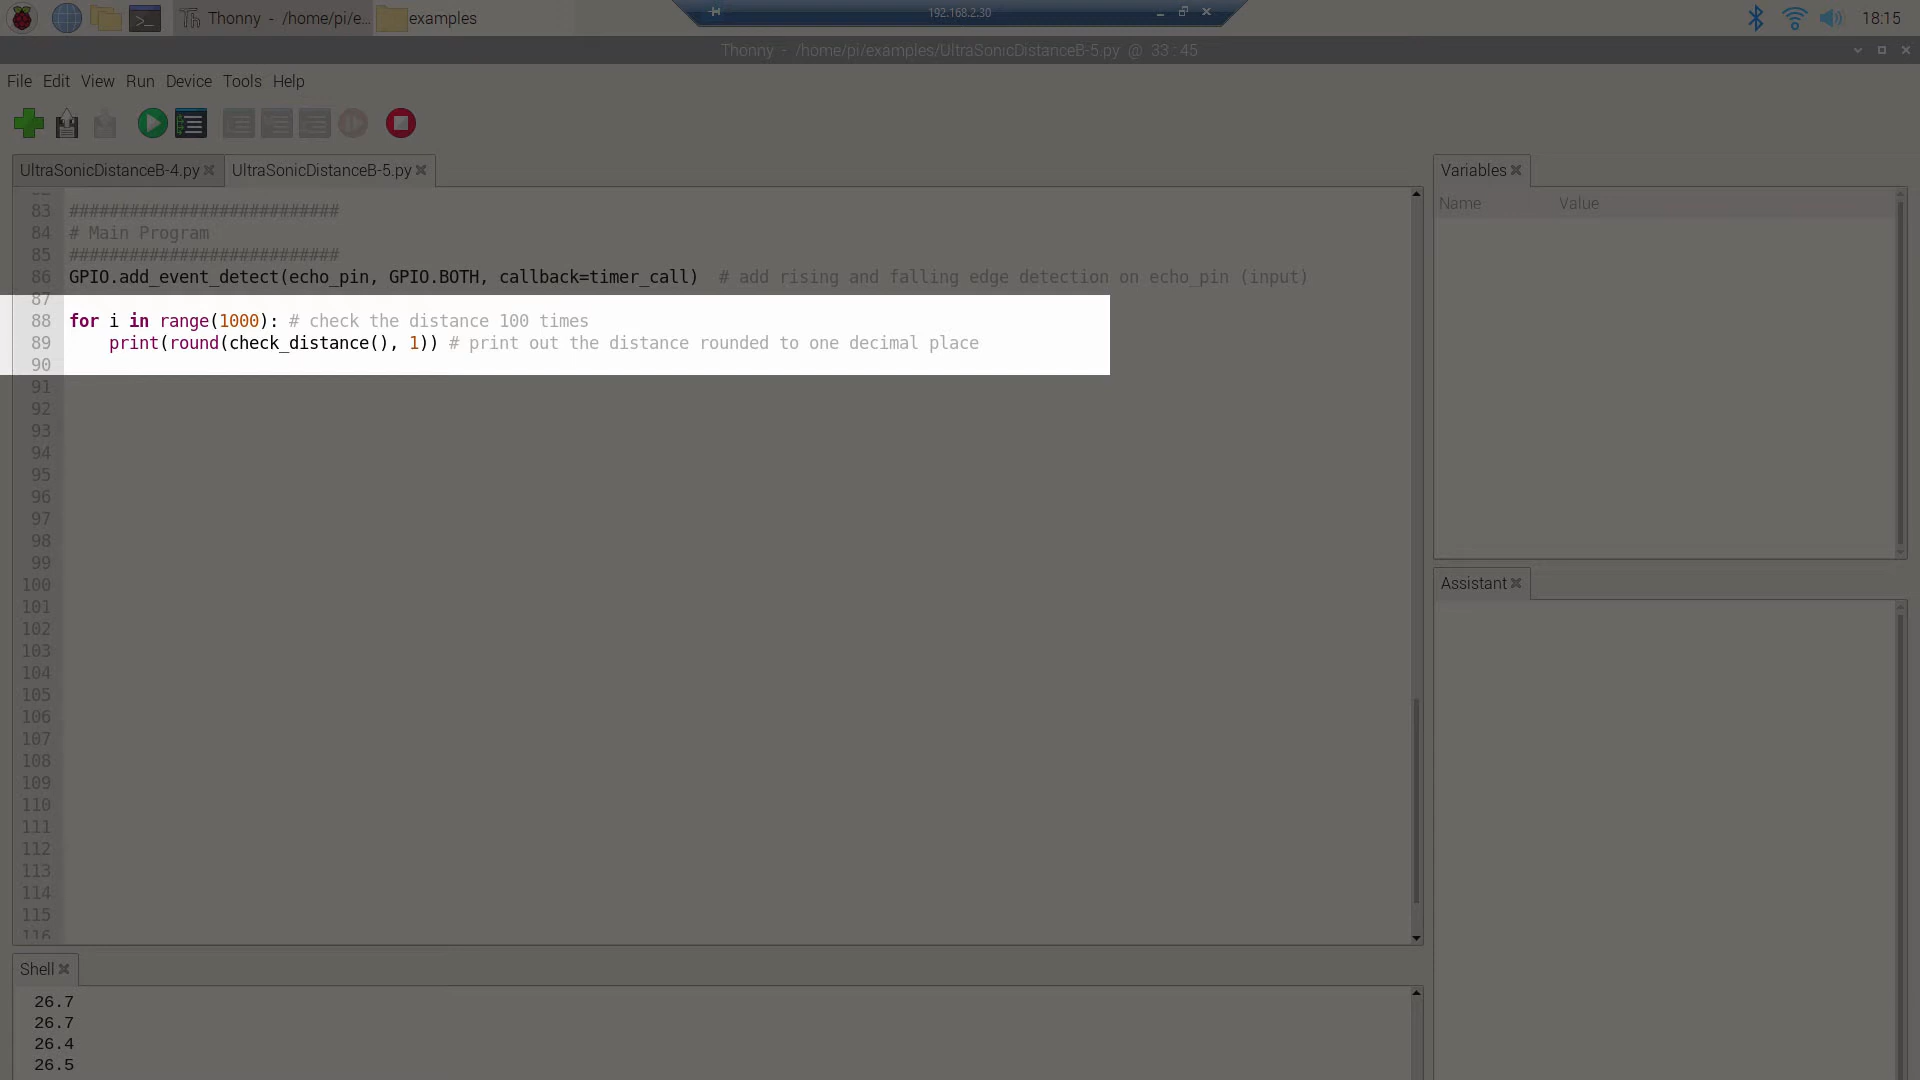 Thonny - /home/pi/e...
examples
192.168.2.30
18:15
Thonny - /home/pi/examples/UltraSonicDistanceB-5.py @ 33 : 45
File Edit View Run Device Tools Help
UltraSonicDistanceB-4.py
UltraSonicDistanceB-5.py
83 ###########################
84 # Main Program
85 ###########################
86 GPIO.add_event_detect(echo_pin, GPIO.BOTH, callback=timer_call)  # add rising and falling edge detection on echo_pin (input)
87
88 for i in range(1000): # check the distance 100 times
89     print(round(check_distance(), 1)) # print out the distance rounded to one decimal place
90
91
92
93
94
95
96
97
98
99
100
101
102
103
104
105
106
107
108
109
110
111
112
113
114
115
116
Variables
Name Value
Assistant
Shell
26.7
26.7
26.4
26.5